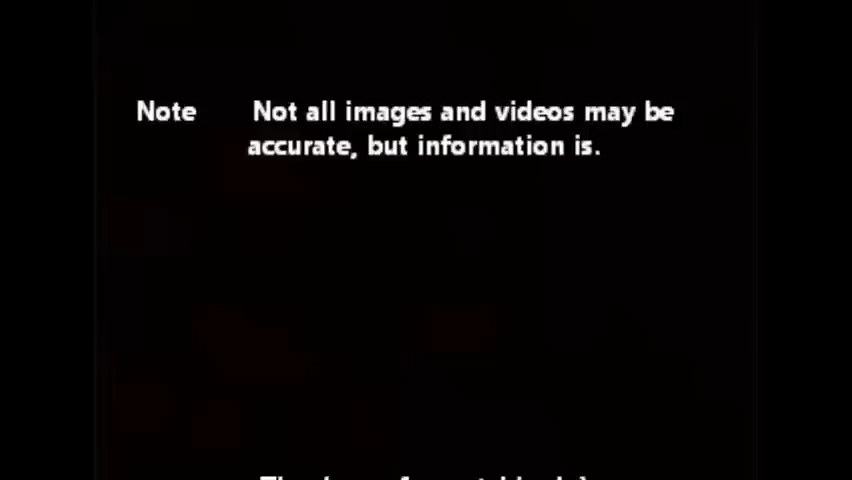 Note Not all images and videos may be
accurate, but information is.